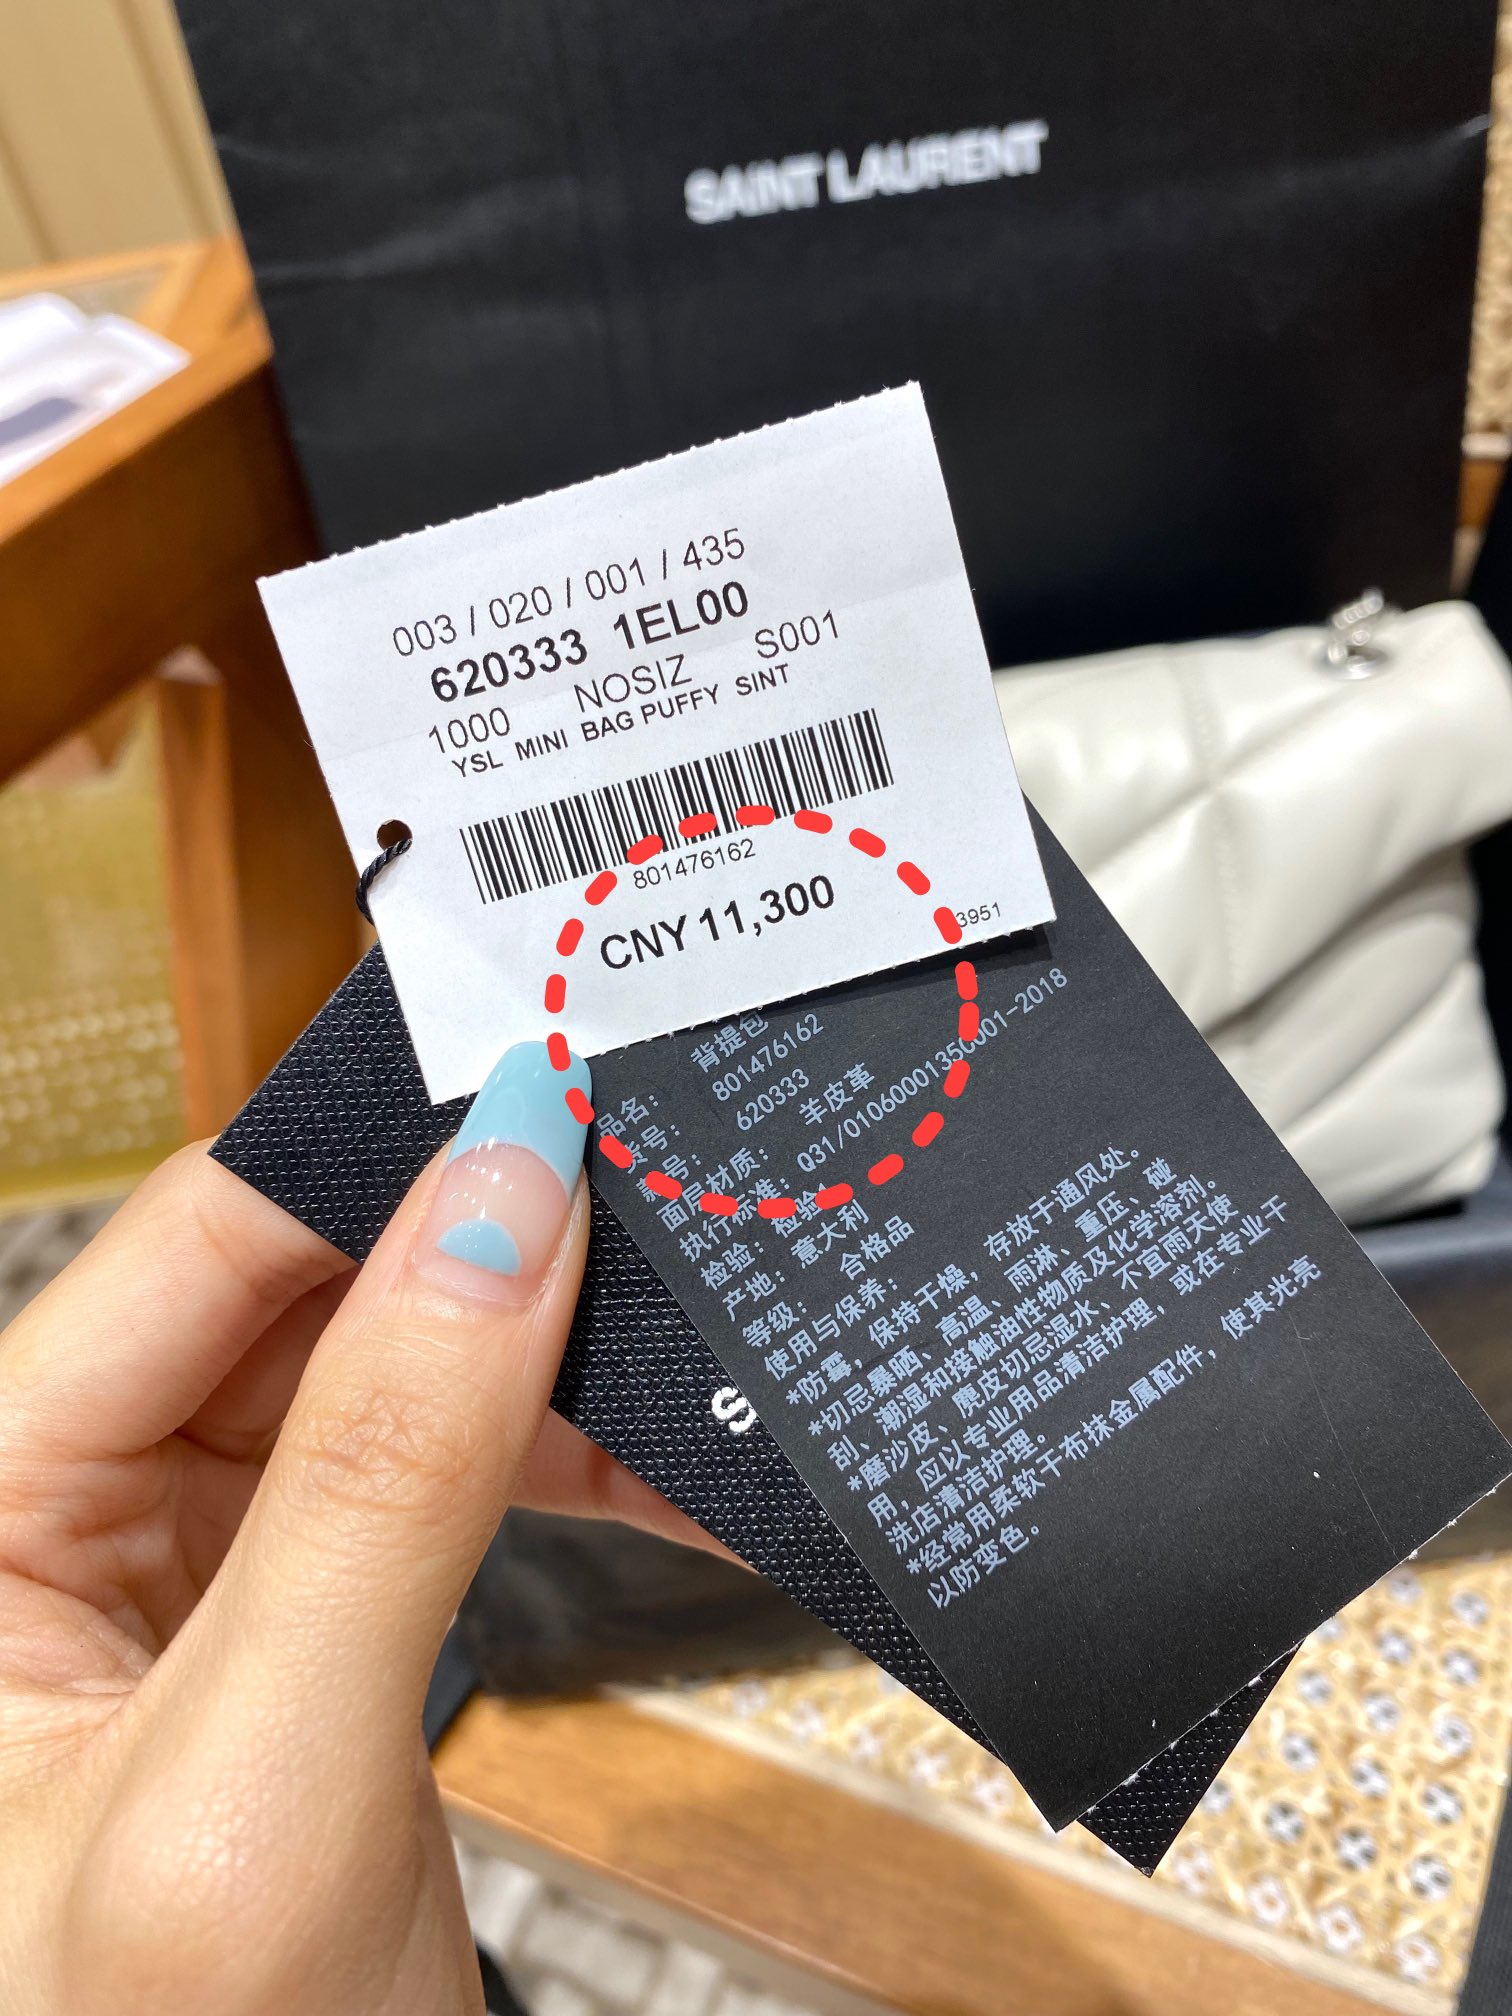 SAINT LAURENT
003 / 020 / 001 / 435
620333 1EL00
1000 NOSIZ S001
YSL MINI BAG PUFFY SINT
801476162
CNY 11,300
3951
品名： 背提包
货号： 801476162
款号： 620333
面层材质： 羊皮革
执行标准： Q31/0106000135C001-2018
检验： 检验1
产地： 意大利
等级： 合格品
使用与保养：
*防霉，保持干燥，存放于通风处。
*切忌暴晒、高温、雨淋、重压、碰
刮、潮湿和接触油性物质及化学溶剂。
*磨沙皮、麂皮切忌湿水、不宜雨天使
用，应以专业用品清洁护理，或在专业干
洗店清洁护理。
*经常用柔软干布抹金属配件，使其光亮
以防变色。
S